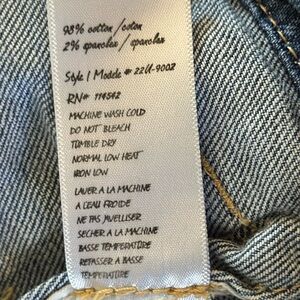 98% cotton / coton
2% spandex / spandex
Style / Modele # 22U-9002
RN# 114542
MACHINE WASH COLD
DO NOT BLEACH
TUMBLE DRY
NORMAL LOW HEAT
IRON LOW
LAVER A LA MACHINE
A L'EAU FROIDE
NE PAS JAVELLISER
SECHER A LA MACHINE
BASSE TEMPERATURE
REPASSER A BASSE
TEMPERATURE